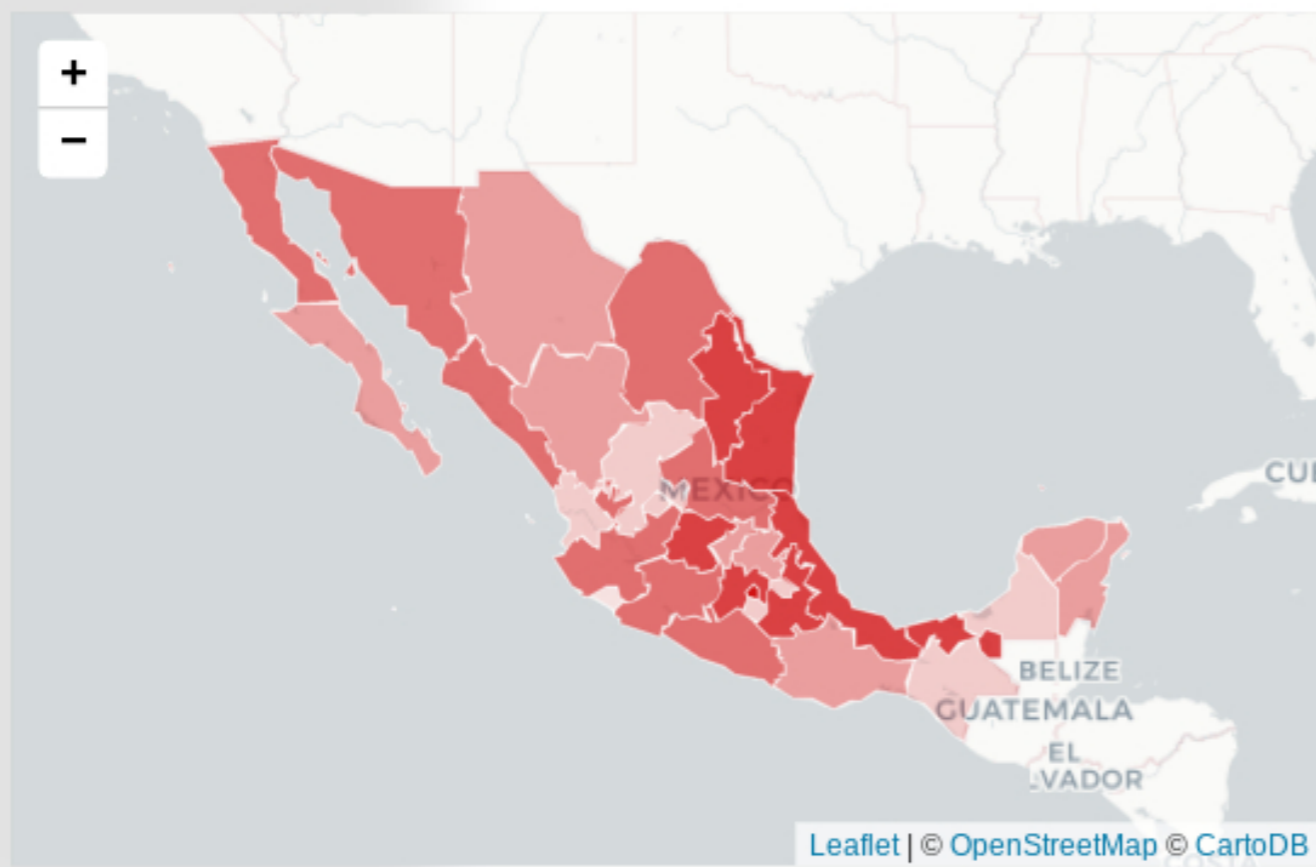 +
−
MEXICO
CU
BELIZE
GUATEMALA
EL
VADOR
Leaflet | © OpenStreetMap © CartoDB